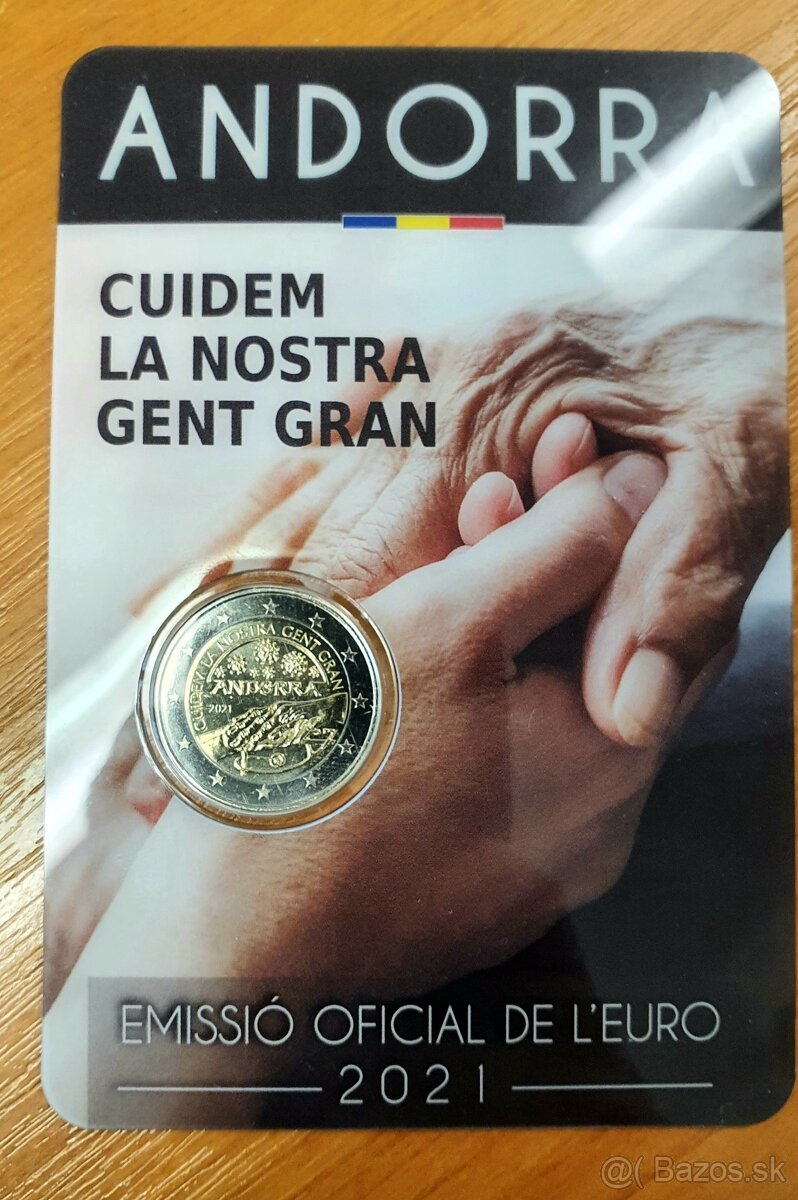 ANDORRA
CUIDEM
LA NOSTRA
GENT GRAN
CUIDEM LA NOSTRA GENT GRAN
ANDORRA
2021
EMISSIÓ OFICIAL DE L'EURO
2021
@( Bazos.sk